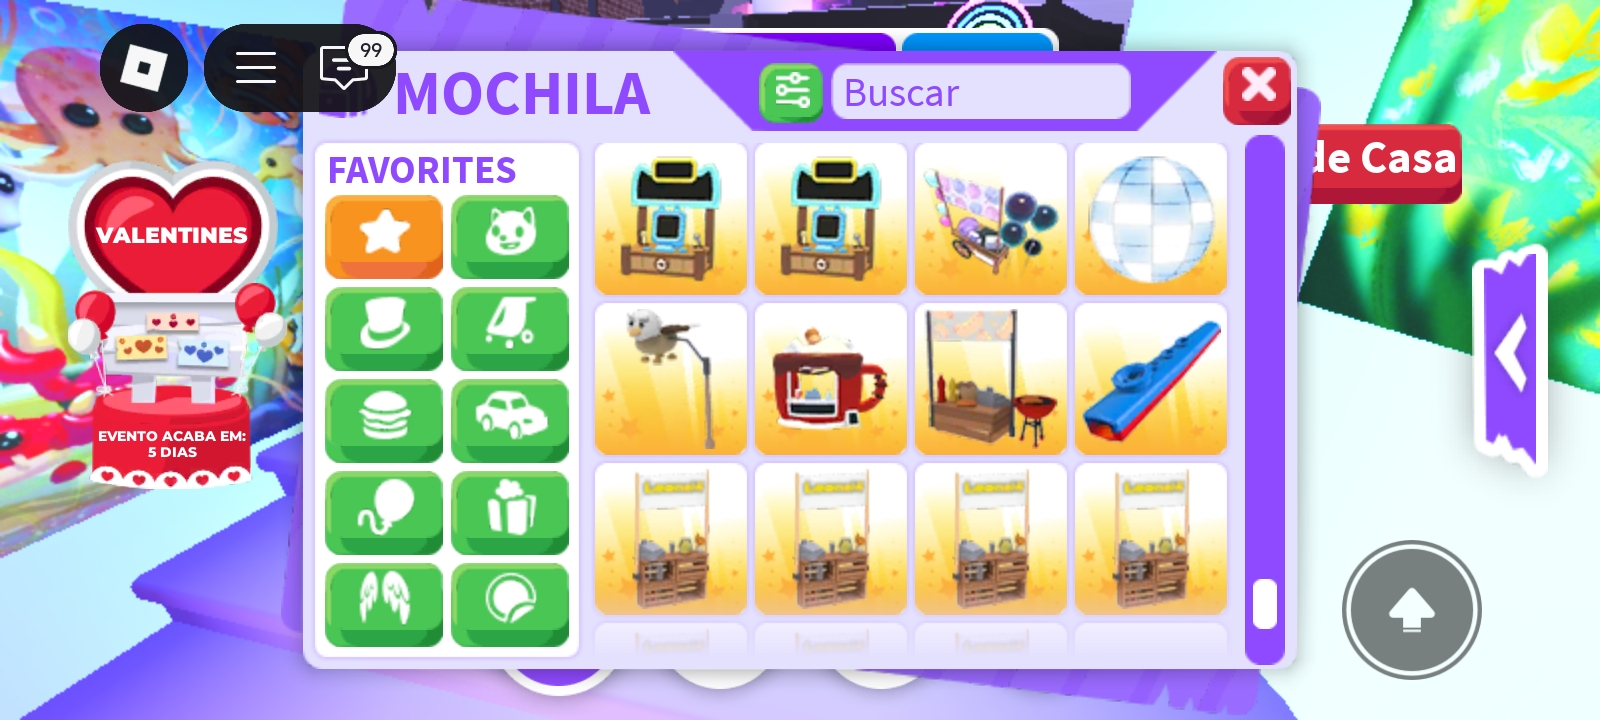 99
MOCHILA
Buscar
FAVORITES
de Casa
VALENTINES
EVENTO ACABA EM:
5 DIAS